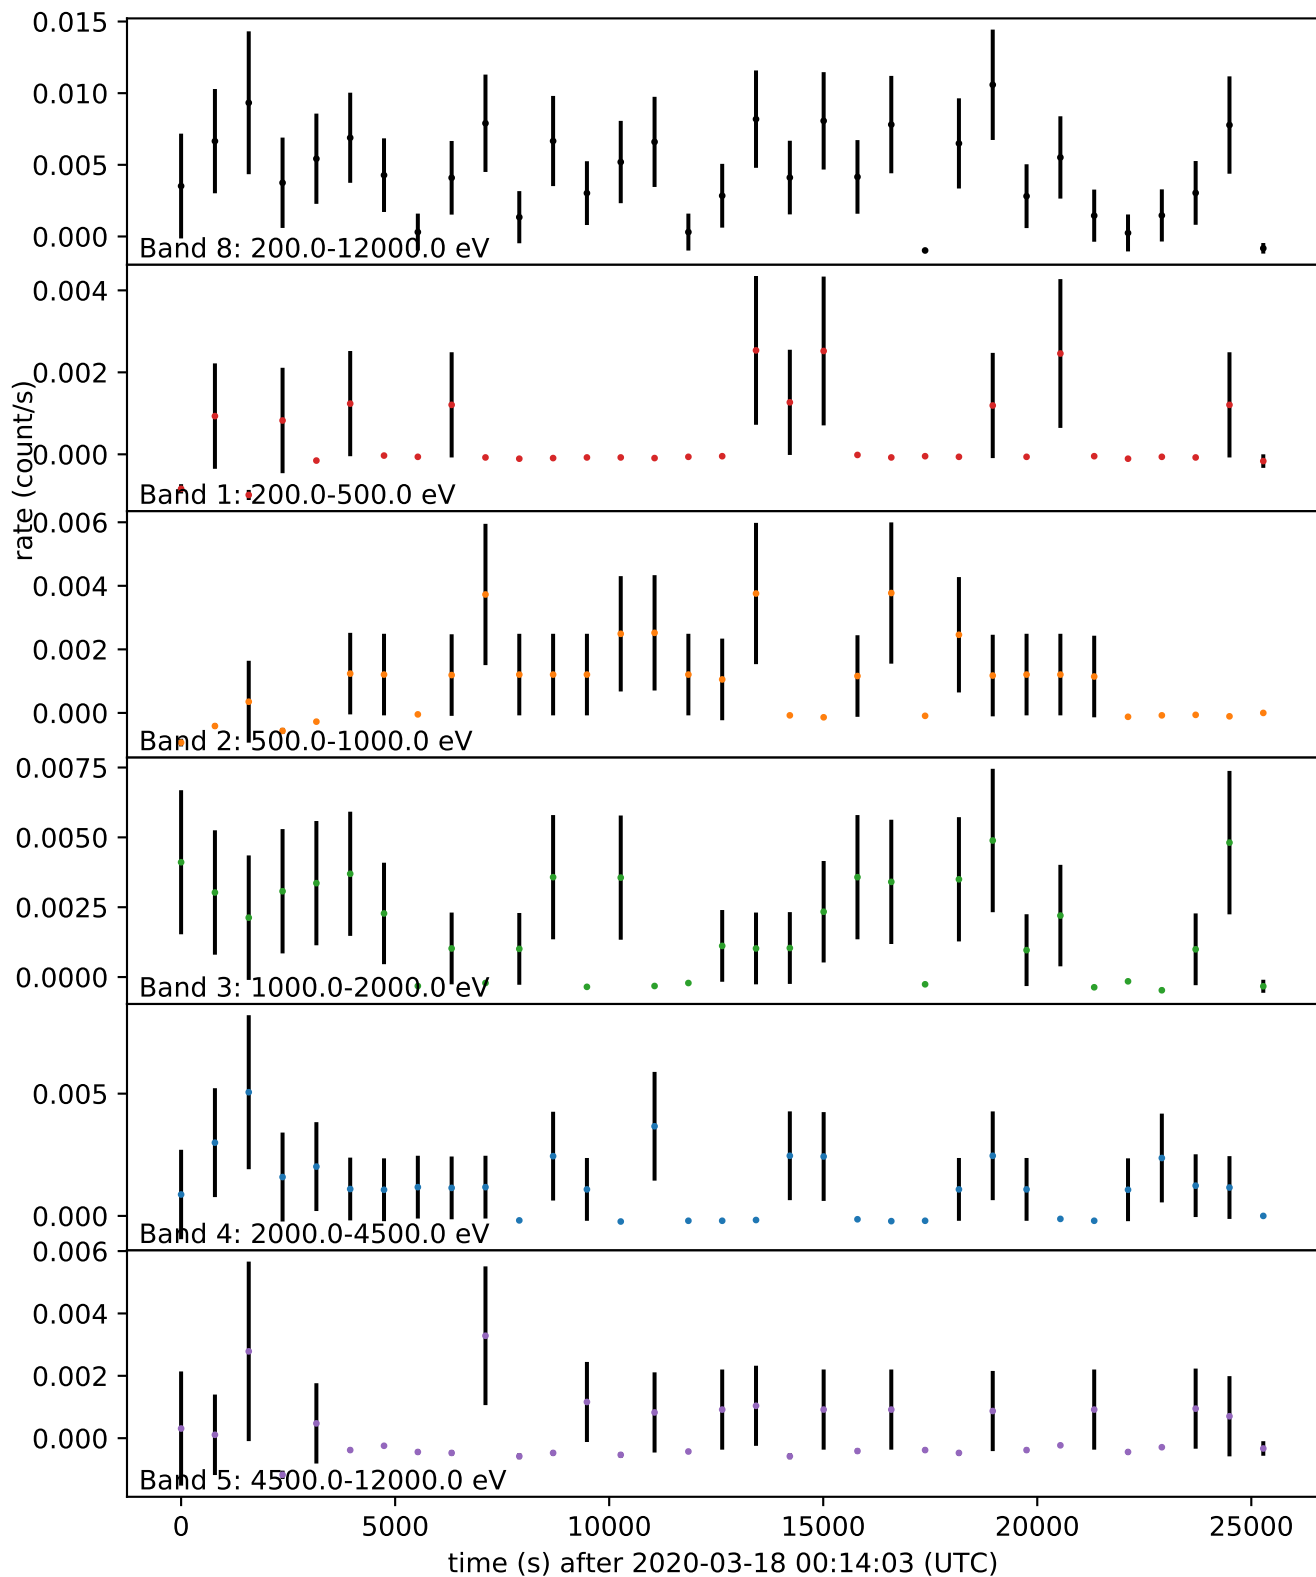 0.015
0.010
0.005
0.000
Band 8: 200.0-12000.0 eV
0.004
0.002
0.000
Band 1: 200.0-500.0 eV
rate (count/s)
0.006
0.004
0.002
0.000
Band 2: 500.0-1000.0 eV
0.0075
0.0050
0.0025
0.0000
Band 3: 1000.0-2000.0 eV
0.005
0.000
Band 4: 2000.0-4500.0 eV
0.006
0.004
0.002
0.000
Band 5: 4500.0-12000.0 eV
0 5000 10000 15000 20000 25000
time (s) after 2020-03-18 00:14:03 (UTC)